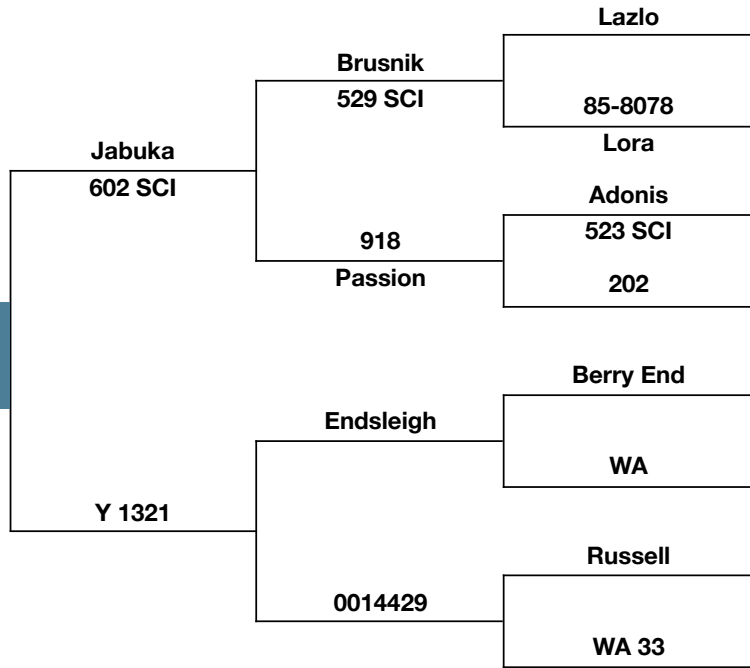 Lazlo
Brusnik
529 SCI
85-8078
Lora
Jabuka
602 SCI
Adonis
523 SCI
918
Passion
202
Berry End
Endsleigh
WA
Y 1321
Russell
0014429
WA 33